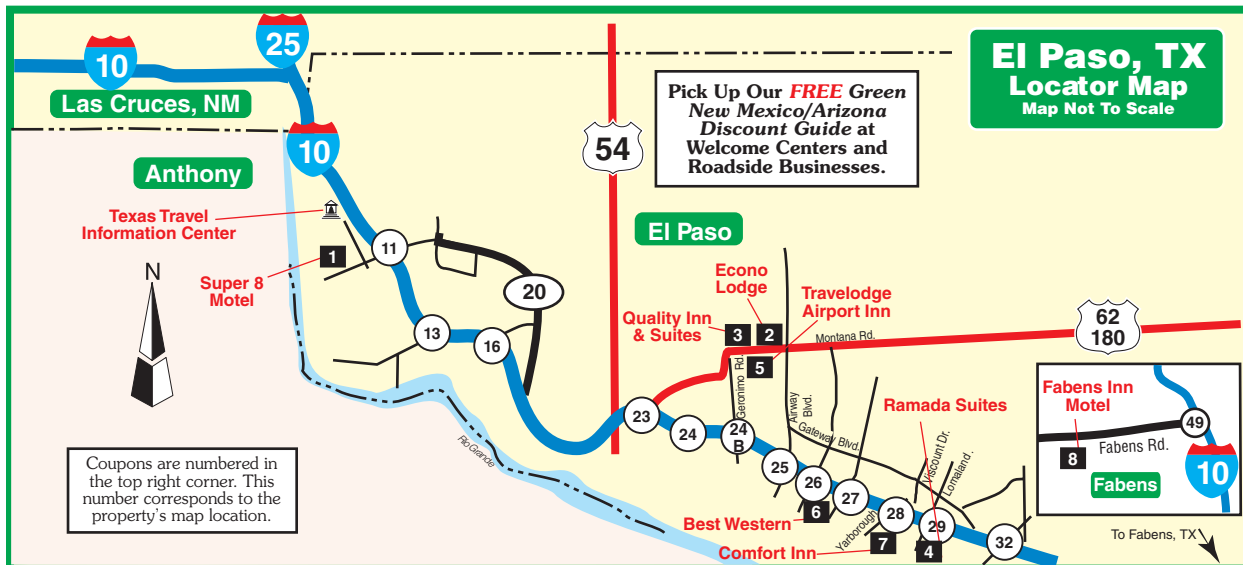 25
10
Las Cruces, NM
El Paso, TX
Locator Map
Map Not To Scale
Pick Up Our FREE Green
New Mexico/Arizona
Discount Guide at
Welcome Centers and
Roadside Businesses.
54
10
Anthony
Texas Travel
Information Center
1
11
Super 8
Motel
N
20
13
16
El Paso
Econo
Lodge
Travelodge
Airport Inn
Quality Inn
& Suites
3
2
5
Montana Rd.
62
180
Geronimo Rd.
Airway
Blvd.
Gateway Blvd.
Ramada Suites
Viscount Dr.
Lomaland.
23
24
24
B
25
26
27
28
29
32
6
Best Western
Yarborough
7
4
Comfort Inn
Rio Grande
Fabens Inn
Motel
49
8
Fabens Rd.
10
Fabens
To Fabens, TX
Coupons are numbered in
the top right corner. This
number corresponds to the
property's map location.